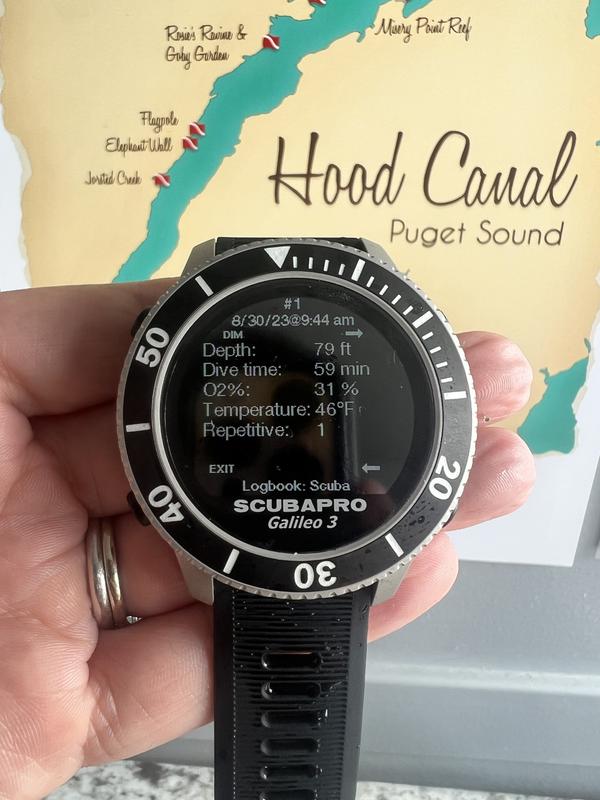 Rosie's Ravine &
Goby Garden
Misery Point Reef
Flagpole
Elephant Wall
Jorsted Creek
Hood Canal
Puget Sound
#1
8/30/23@9:44 am
DIM
Depth: 79 ft
Dive time: 59 min
O2%: 31 %
Temperature: 46°F
Repetitive: 1
EXIT
Logbook: Scuba
SCUBAPRO
Galileo 3
50
40
30
20